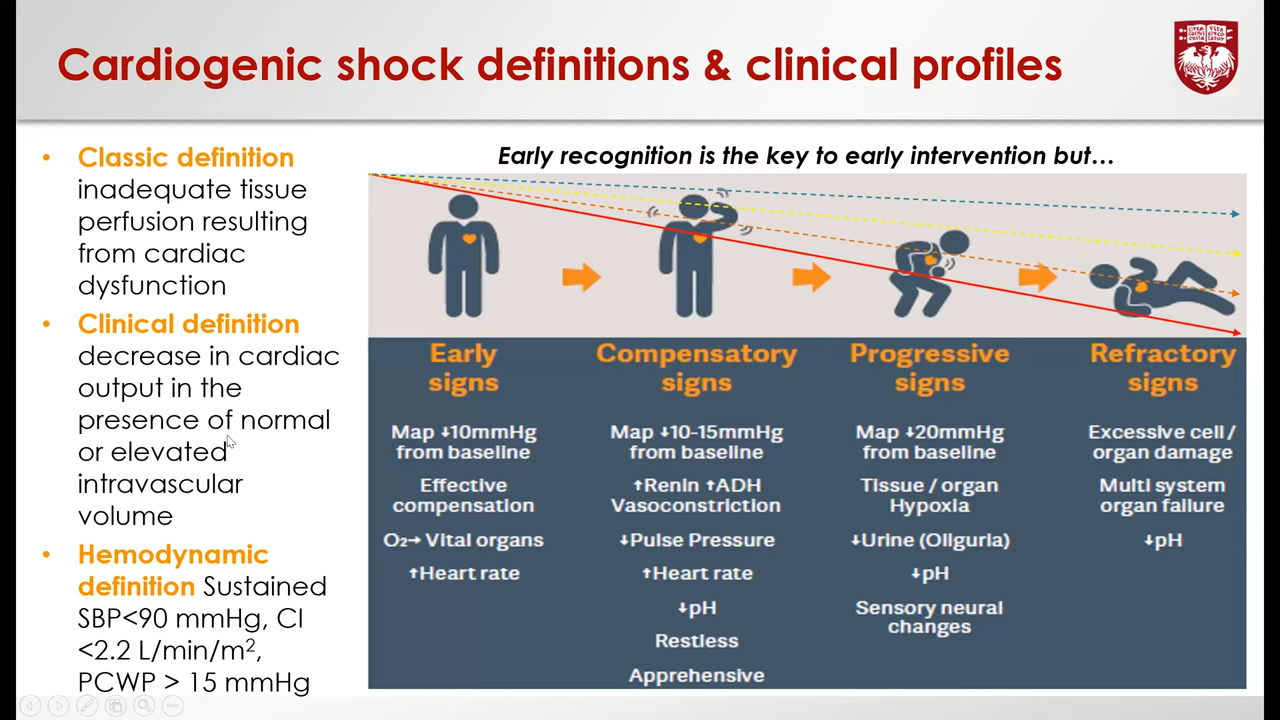 Cardiogenic shock definitions & clinical profiles
• Classic definition
inadequate tissue
perfusion resulting
from cardiac
dysfunction
• Clinical definition
decrease in cardiac
output in the
presence of normal
or elevated
intravascular
volume
• Hemodynamic
definition Sustained
SBP<90 mmHg, CI
<2.2 L/min/m²,
PCWP > 15 mmHg
Early recognition is the key to early intervention but…
Early
signs
Map ↓10mmHg
from baseline
Effective
compensation
O₂→ Vital organs
↑Heart rate
Compensatory
signs
Map ↓10-15mmHg
from baseline
↑Renin ↑ADH
Vasoconstriction
↓Pulse Pressure
↑Heart rate
↓pH
Restless
Apprehensive
Progressive
signs
Map ↓20mmHg
from baseline
Tissue / organ
Hypoxia
↓Urine (Oliguria)
↓pH
Sensory neural
changes
Refractory
signs
Excessive cell /
organ damage
Multi system
organ failure
↓pH